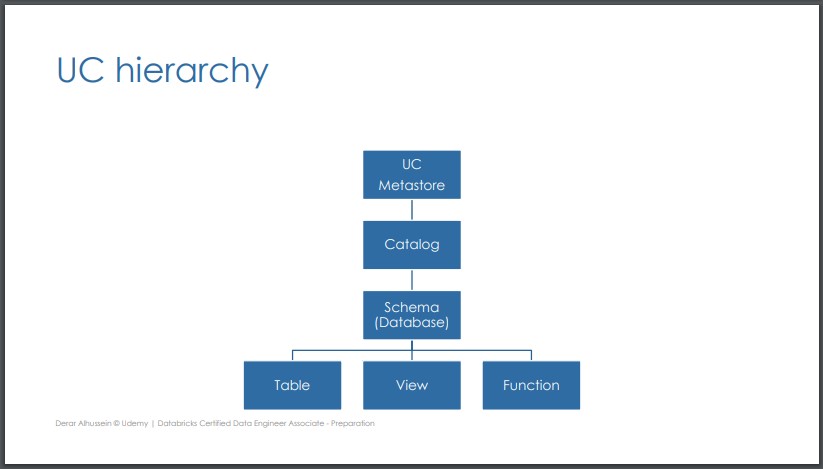 UC hierarchy
UC
Metastore
Catalog
Schema
(Database)
Table
View
Function
Derar Alhussein © Udemy | Databricks Certified Data Engineer Associate - Preparation